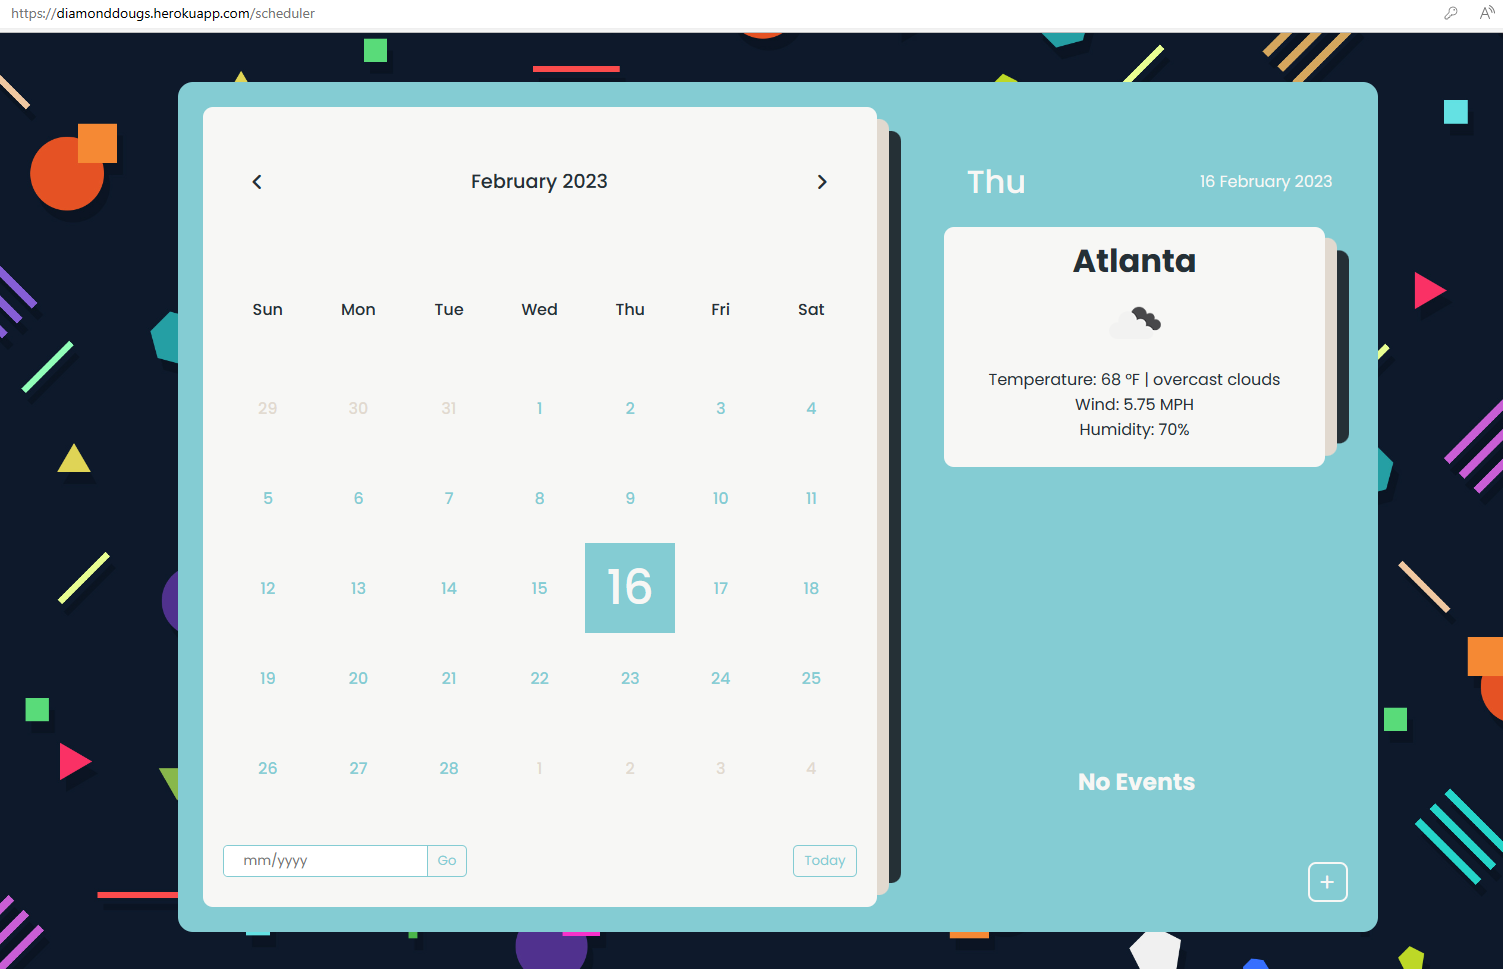 https://diamonddougs.herokuapp.com/scheduler
February 2023
Sun Mon Tue Wed Thu Fri Sat
29 30 31 1 2 3 4
5 6 7 8 9 10 11
12 13 14 15 16 17 18
19 20 21 22 23 24 25
26 27 28 1 2 3 4
mm/yyyy Go Today
Thu 16 February 2023
Atlanta
Temperature: 68 ºF | overcast clouds
Wind: 5.75 MPH
Humidity: 70%
No Events
+